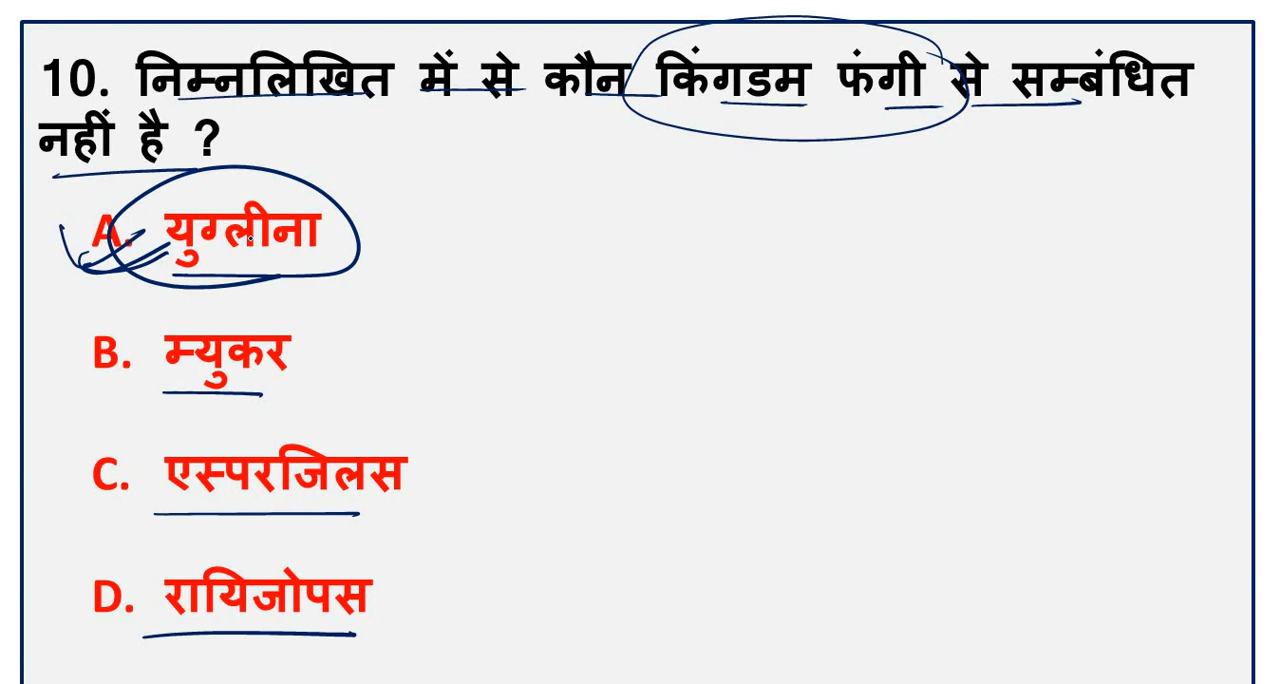 10. निम्नलिखित में से कौन किंगडम फंगी से सम्बंधित
नहीं है ?
A. युग्लीना
B. म्युकर
C. एस्परजिलस
D. रायिजोपस